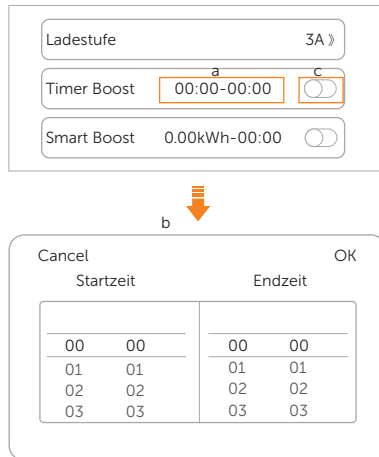 Ladestufe 3A 》
a c
Timer Boost 00:00-00:00
Smart Boost 0.00kWh-00:00
b
Cancel OK
Startzeit Endzeit
00 00 00 00
01 01 01 01
02 02 02 02
03 03 03 03